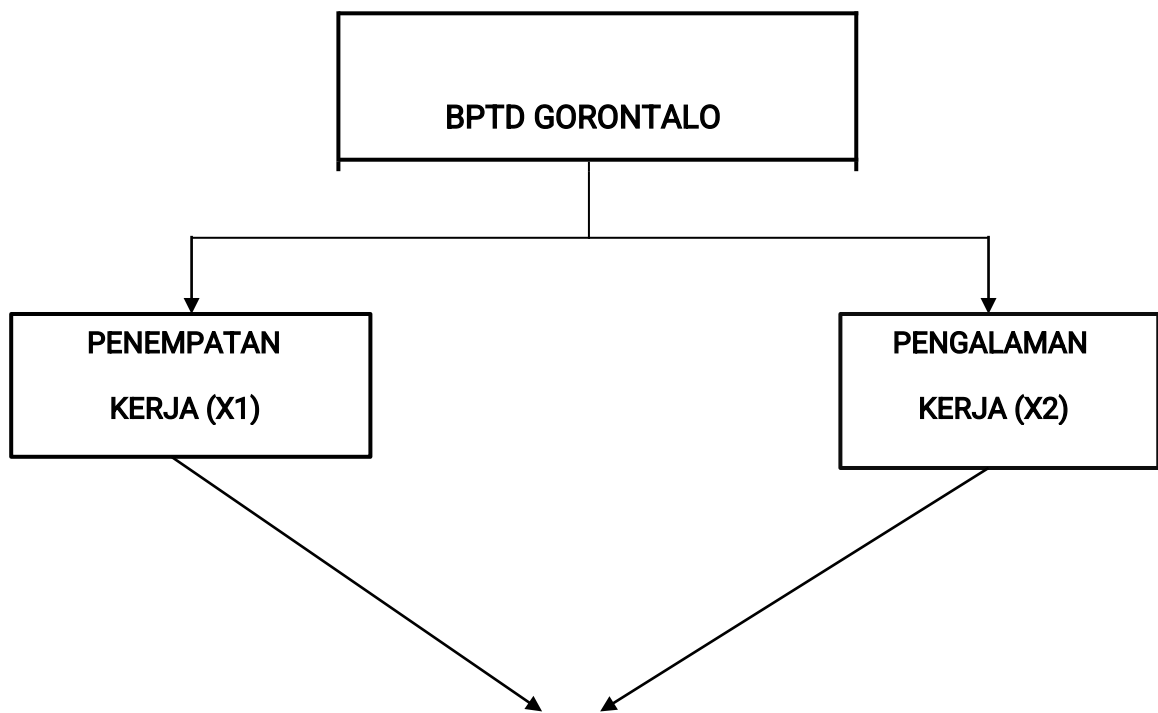 BPTD GORONTALO
PENEMPATAN
KERJA (X1)
PENGALAMAN
KERJA (X2)